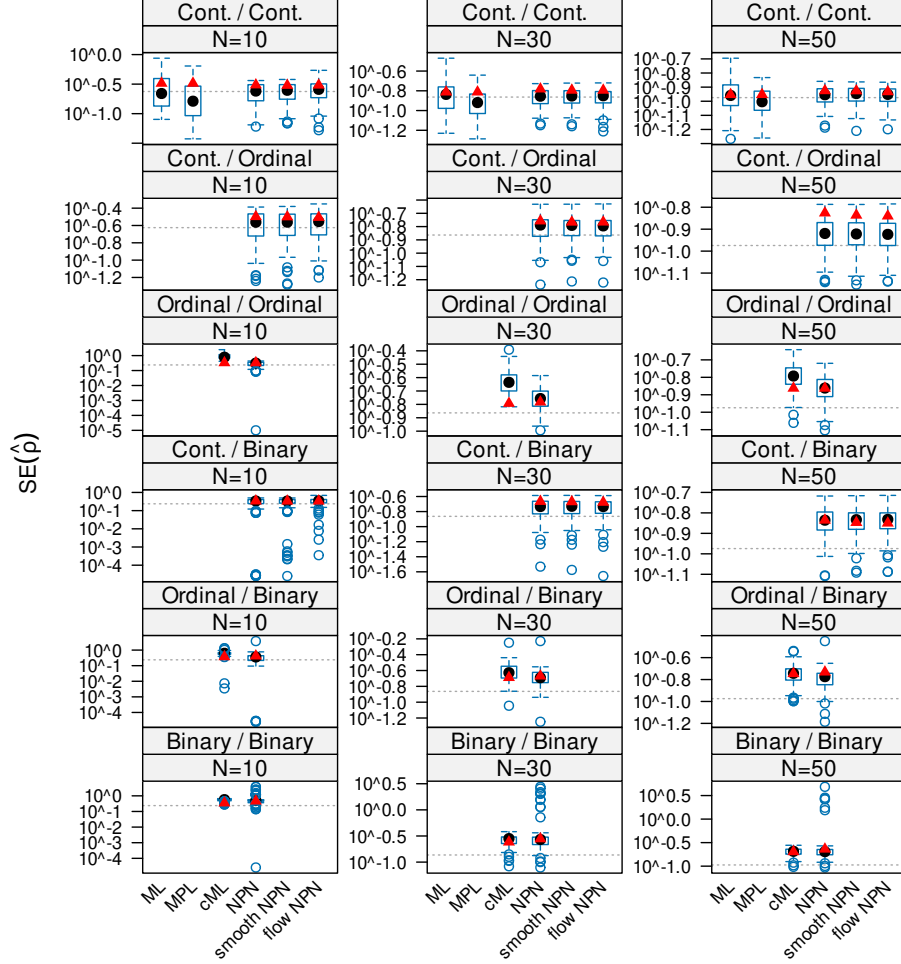 Cont. / Cont.
Cont. / Cont.
Cont. / Cont.
N=10
N=30
N=50
10^0.0
10^-0.5
10^-1.0
10^-0.6
10^-0.8
10^-1.0
10^-1.2
10^-0.7
10^-0.8
10^-0.9
10^-1.0
10^-1.1
10^-1.2
Cont. / Ordinal
Cont. / Ordinal
Cont. / Ordinal
N=10
N=30
N=50
10^-0.4
10^-0.6
10^-0.8
10^-1.0
10^-1.2
10^-0.7
10^-0.8
10^-0.9
10^-1.0
10^-1.1
10^-1.2
10^-0.8
10^-0.9
10^-1.0
10^-1.1
Ordinal / Ordinal
Ordinal / Ordinal
Ordinal / Ordinal
N=10
N=30
N=50
10^0
10^-1
10^-2
10^-3
10^-4
10^-5
10^-0.4
10^-0.5
10^-0.6
10^-0.7
10^-0.8
10^-0.9
10^-1.0
10^-0.7
10^-0.8
10^-0.9
10^-1.0
10^-1.1
SE(ρ̂)
Cont. / Binary
Cont. / Binary
Cont. / Binary
N=10
N=30
N=50
10^0
10^-1
10^-2
10^-3
10^-4
10^-0.6
10^-0.8
10^-1.0
10^-1.2
10^-1.4
10^-1.6
10^-0.7
10^-0.8
10^-0.9
10^-1.0
10^-1.1
Ordinal / Binary
Ordinal / Binary
Ordinal / Binary
N=10
N=30
N=50
10^0
10^-1
10^-2
10^-3
10^-4
10^-0.2
10^-0.4
10^-0.6
10^-0.8
10^-1.0
10^-1.2
10^-0.6
10^-0.8
10^-1.0
10^-1.2
Binary / Binary
Binary / Binary
Binary / Binary
N=10
N=30
N=50
10^0
10^-1
10^-2
10^-3
10^-4
10^0.5
10^0.0
10^-0.5
10^-1.0
10^0.5
10^0.0
10^-0.5
10^-1.0
ML
MPL
cML
NPN
smooth NPN
flow NPN
ML
MPL
cML
NPN
smooth NPN
flow NPN
ML
MPL
cML
NPN
smooth NPN
flow NPN